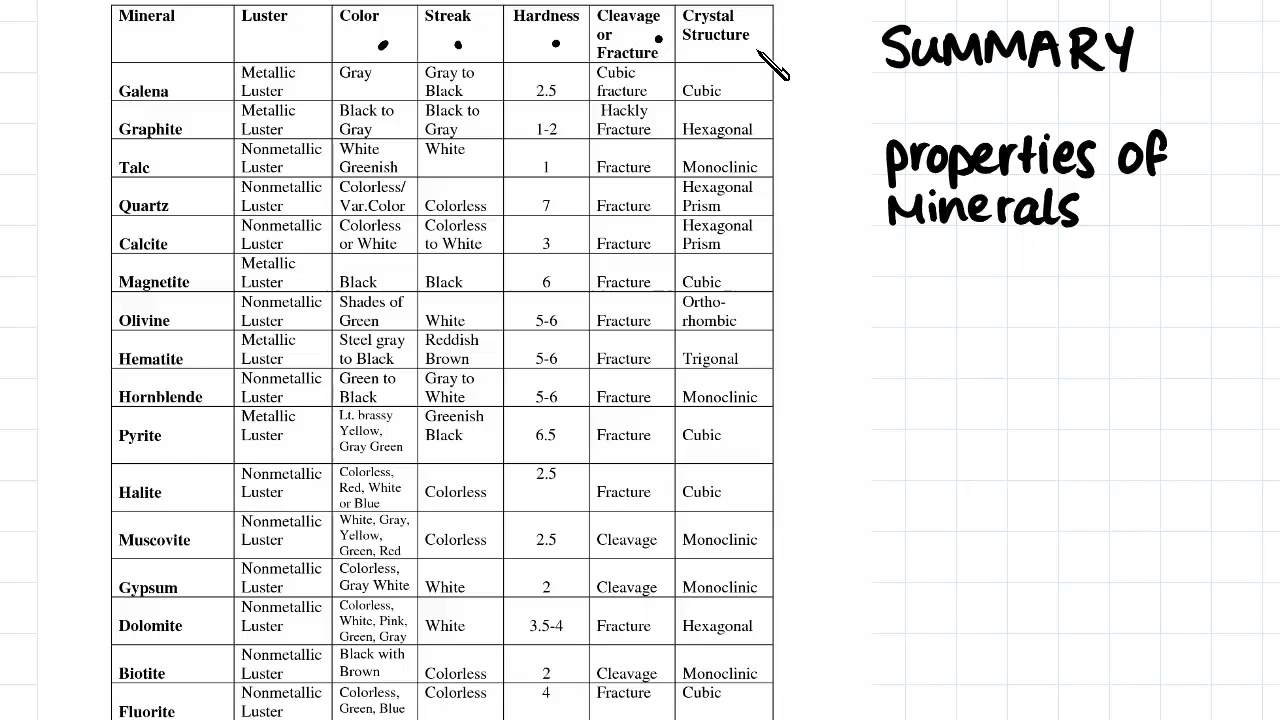 Mineral Luster Color Streak Hardness Cleavage or Fracture Crystal Structure
Galena Metallic Luster Gray Gray to Black 2.5 Cubic fracture Cubic
Graphite Metallic Luster Black to Gray Black to Gray 1-2 Hackly Fracture Hexagonal
Talc Nonmetallic Luster White Greenish White 1 Fracture Monoclinic
Quartz Nonmetallic Luster Colorless/ Var.Color Colorless 7 Fracture Hexagonal Prism
Calcite Nonmetallic Luster Colorless or White Colorless to White 3 Fracture Hexagonal Prism
Magnetite Metallic Luster Black Black 6 Fracture Cubic
Olivine Nonmetallic Luster Shades of Green White 5-6 Fracture Ortho-rhombic
Hematite Metallic Luster Steel gray to Black Reddish Brown 5-6 Fracture Trigonal
Hornblende Nonmetallic Luster Green to Black Gray to White 5-6 Fracture Monoclinic
Pyrite Metallic Luster Lt. brassy Yellow, Gray Green Greenish Black 6.5 Fracture Cubic
Halite Nonmetallic Luster Colorless, Red, White or Blue Colorless 2.5 Fracture Cubic
Muscovite Nonmetallic Luster White, Gray, Yellow, Green, Red Colorless 2.5 Cleavage Monoclinic
Gypsum Nonmetallic Luster Colorless, Gray White White 2 Cleavage Monoclinic
Dolomite Nonmetallic Luster Colorless, White, Pink, Green, Gray White 3.5-4 Fracture Hexagonal
Biotite Nonmetallic Luster Black with Brown Colorless 2 Cleavage Monoclinic
Fluorite Nonmetallic Luster Colorless, Green, Blue Colorless 4 Fracture Cubic
SUMMARY
properties of
Minerals